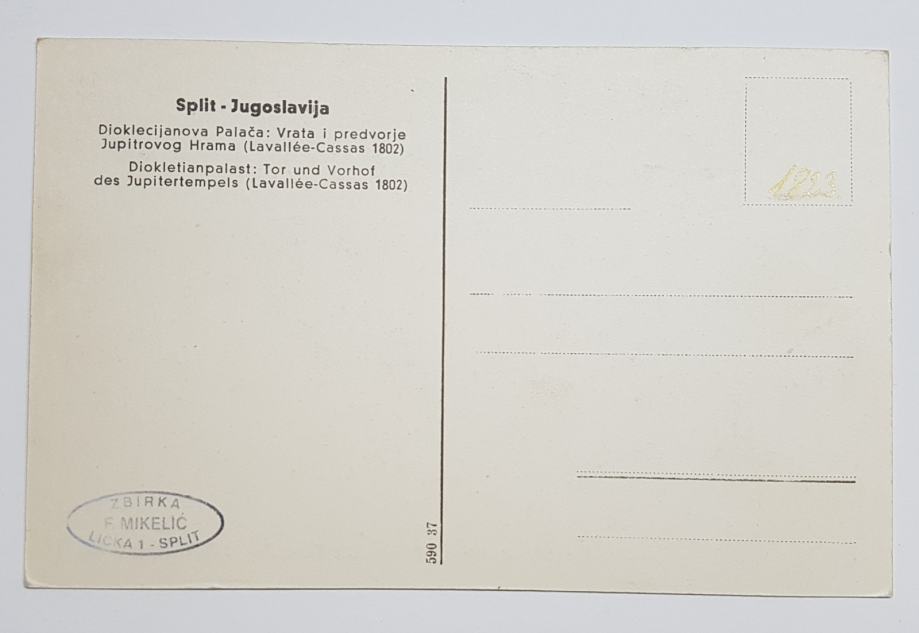 Split - Jugoslavija
Dioklecijanova Palača: Vrata i predvorje
Jupitrovog Hrama (Lavallée-Cassas 1802)
Diokletianpalast: Tor und Vorhof
des Jupitertempels (Lavallée-Cassas 1802)
ZBIRKA
F. MIKELIĆ
LIČKA 1 - SPLIT
590 37